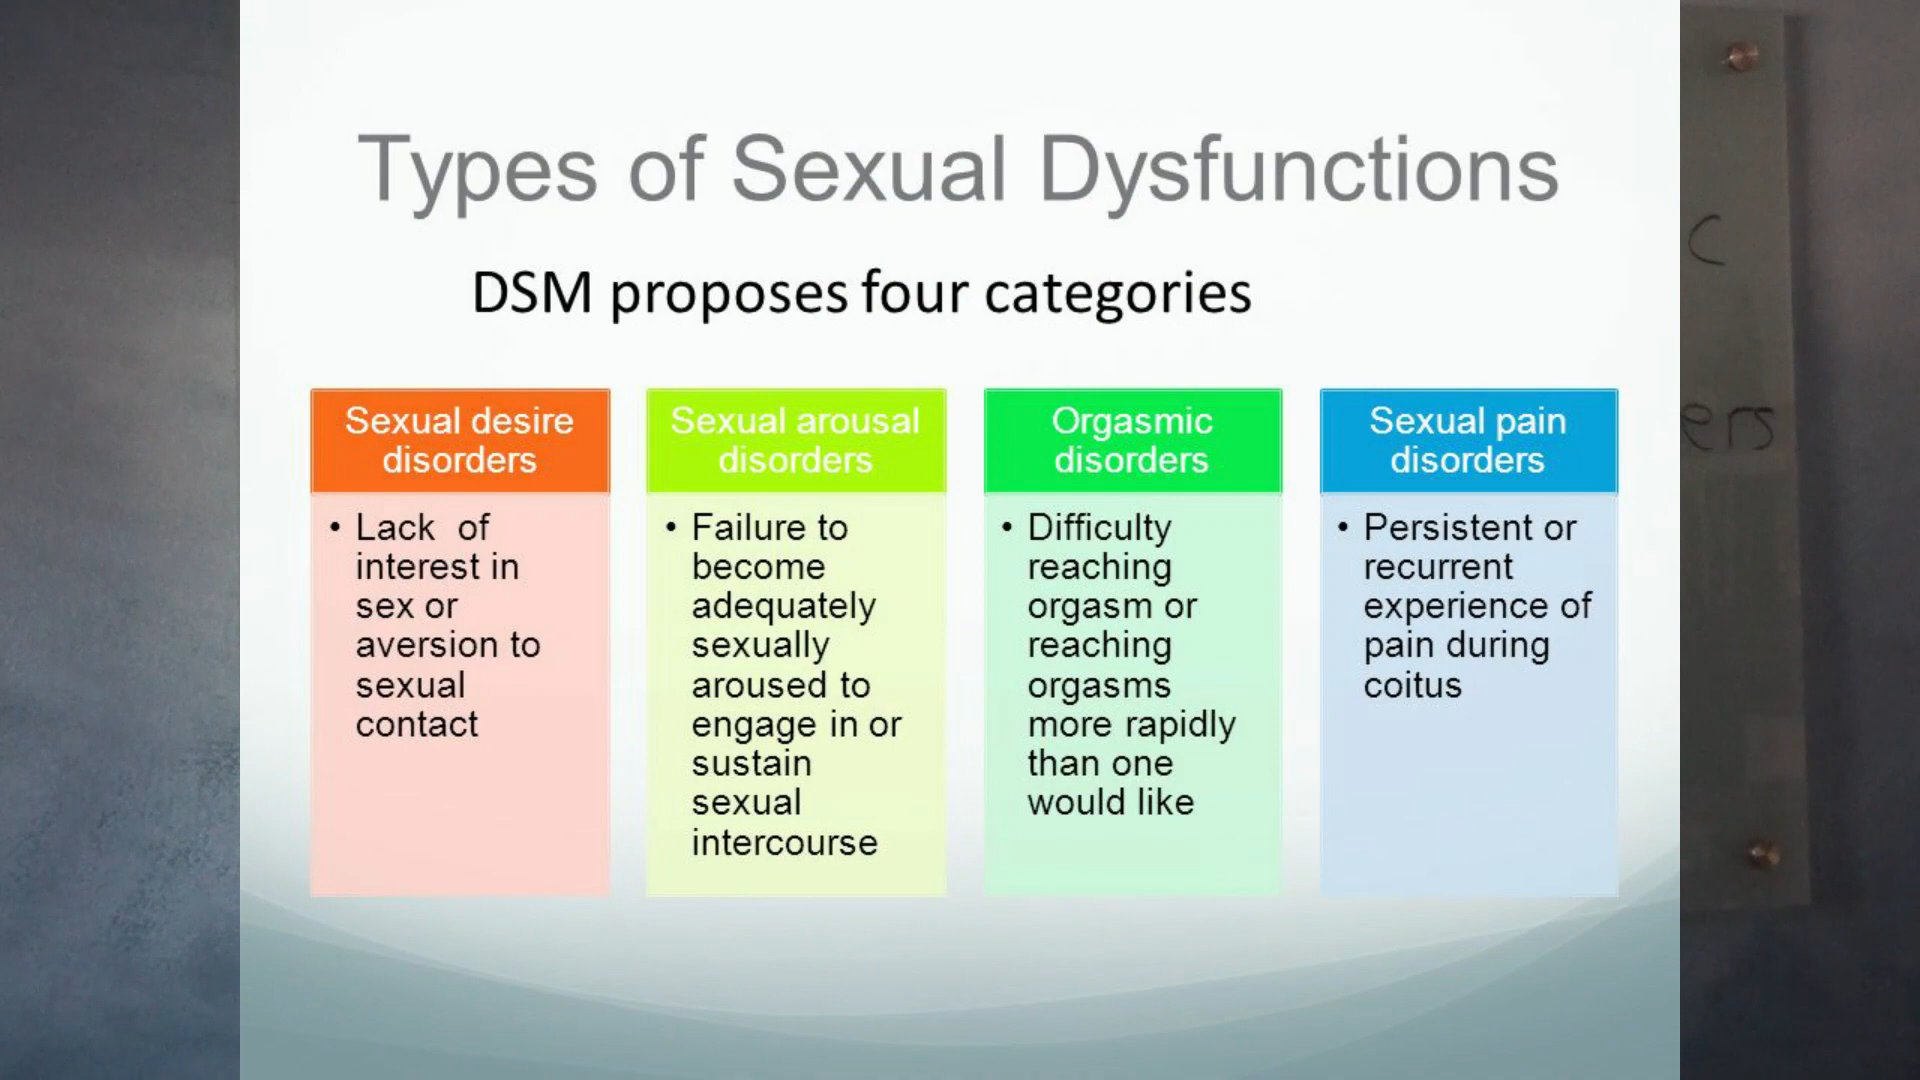 Types of Sexual Dysfunctions
DSM proposes four categories
Sexual desire
disorders
• Lack of
interest in
sex or
aversion to
sexual
contact
Sexual arousal
disorders
• Failure to
become
adequately
sexually
aroused to
engage in or
sustain
sexual
intercourse
Orgasmic
disorders
• Difficulty
reaching
orgasm or
reaching
orgasms
more rapidly
than one
would like
Sexual pain
disorders
• Persistent or
recurrent
experience of
pain during
coitus
c
ers